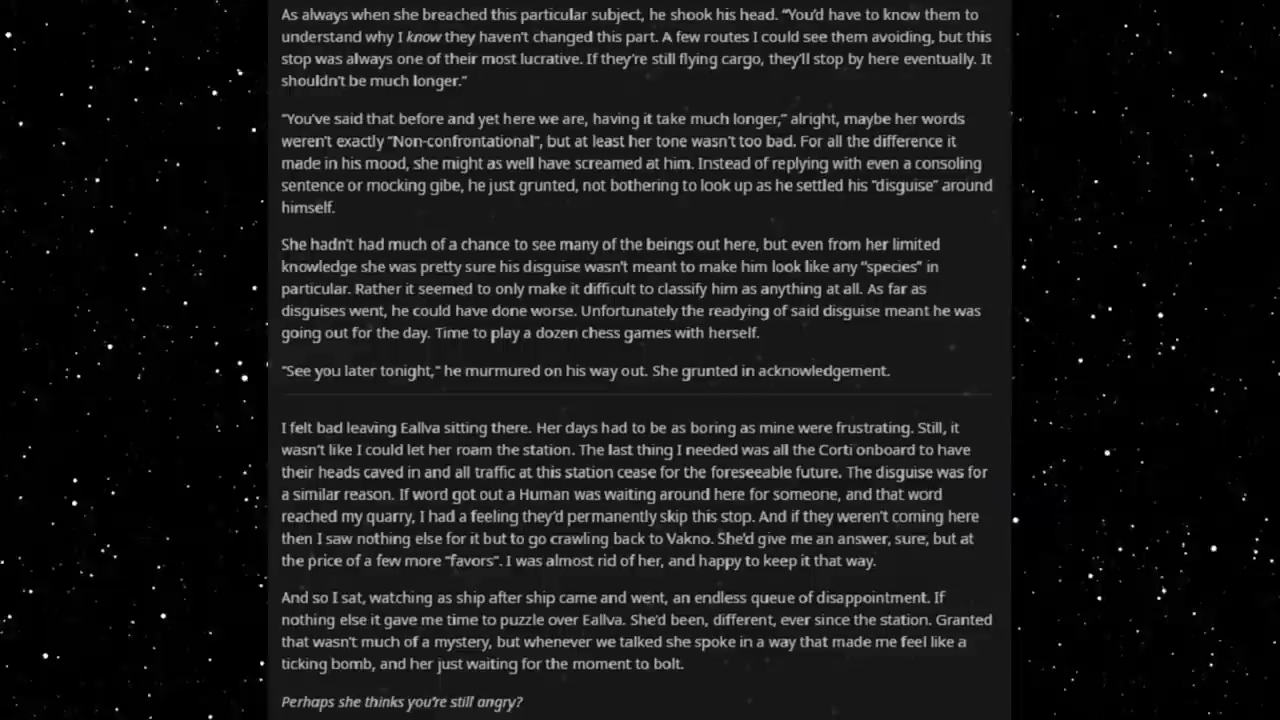 As always when she breached this particular subject, he shook his head. “You’d have to know them to
understand why I know they haven’t changed this part. A few routes I could see them avoiding, but this
stop was always one of their most lucrative. If they’re still flying cargo, they’ll stop by here eventually. It
shouldn’t be much longer.”
“You’ve said that before and yet here we are, having it take much longer,” alright, maybe her words
weren’t exactly “Non-confrontational”, but at least her tone wasn’t too bad. For all the difference it
made in his mood, she might as well have screamed at him. Instead of replying with even a consoling
sentence or mocking gibe, he just grunted, not bothering to look up as he settled his “disguise” around
himself.
She hadn’t had much of a chance to see many of the beings out here, but even from her limited
knowledge she was pretty sure his disguise wasn’t meant to make him look like any “species” in
particular. Rather it seemed to only make it difficult to classify him as anything at all. As far as
disguises went, he could have done worse. Unfortunately the readying of said disguise meant he was
going out for the day. Time to play a dozen chess games with herself.
“See you later tonight,” he murmured on his way out. She grunted in acknowledgement.
I felt bad leaving Eallva sitting there. Her days had to be as boring as mine were frustrating. Still, it
wasn’t like I could let her roam the station. The last thing I needed was all the Corti onboard to have
their heads caved in and all traffic at this station cease for the foreseeable future. The disguise was for
a similar reason. If word got out a Human was waiting around here for someone, and that word
reached my quarry, I had a feeling they’d permanently skip this stop. And if they weren’t coming here
then I saw nothing else for it but to go crawling back to Vakno. She’d give me an answer, sure, but at
the price of a few more “favors”. I was almost rid of her, and happy to keep it that way.
And so I sat, watching as ship after ship came and went, an endless queue of disappointment. If
nothing else it gave me time to puzzle over Eallva. She’d been, different, ever since the station. Granted
that wasn’t much of a mystery, but whenever we talked she spoke in a way that made me feel like a
ticking bomb, and her just waiting for the moment to bolt.
Perhaps she thinks you’re still angry?